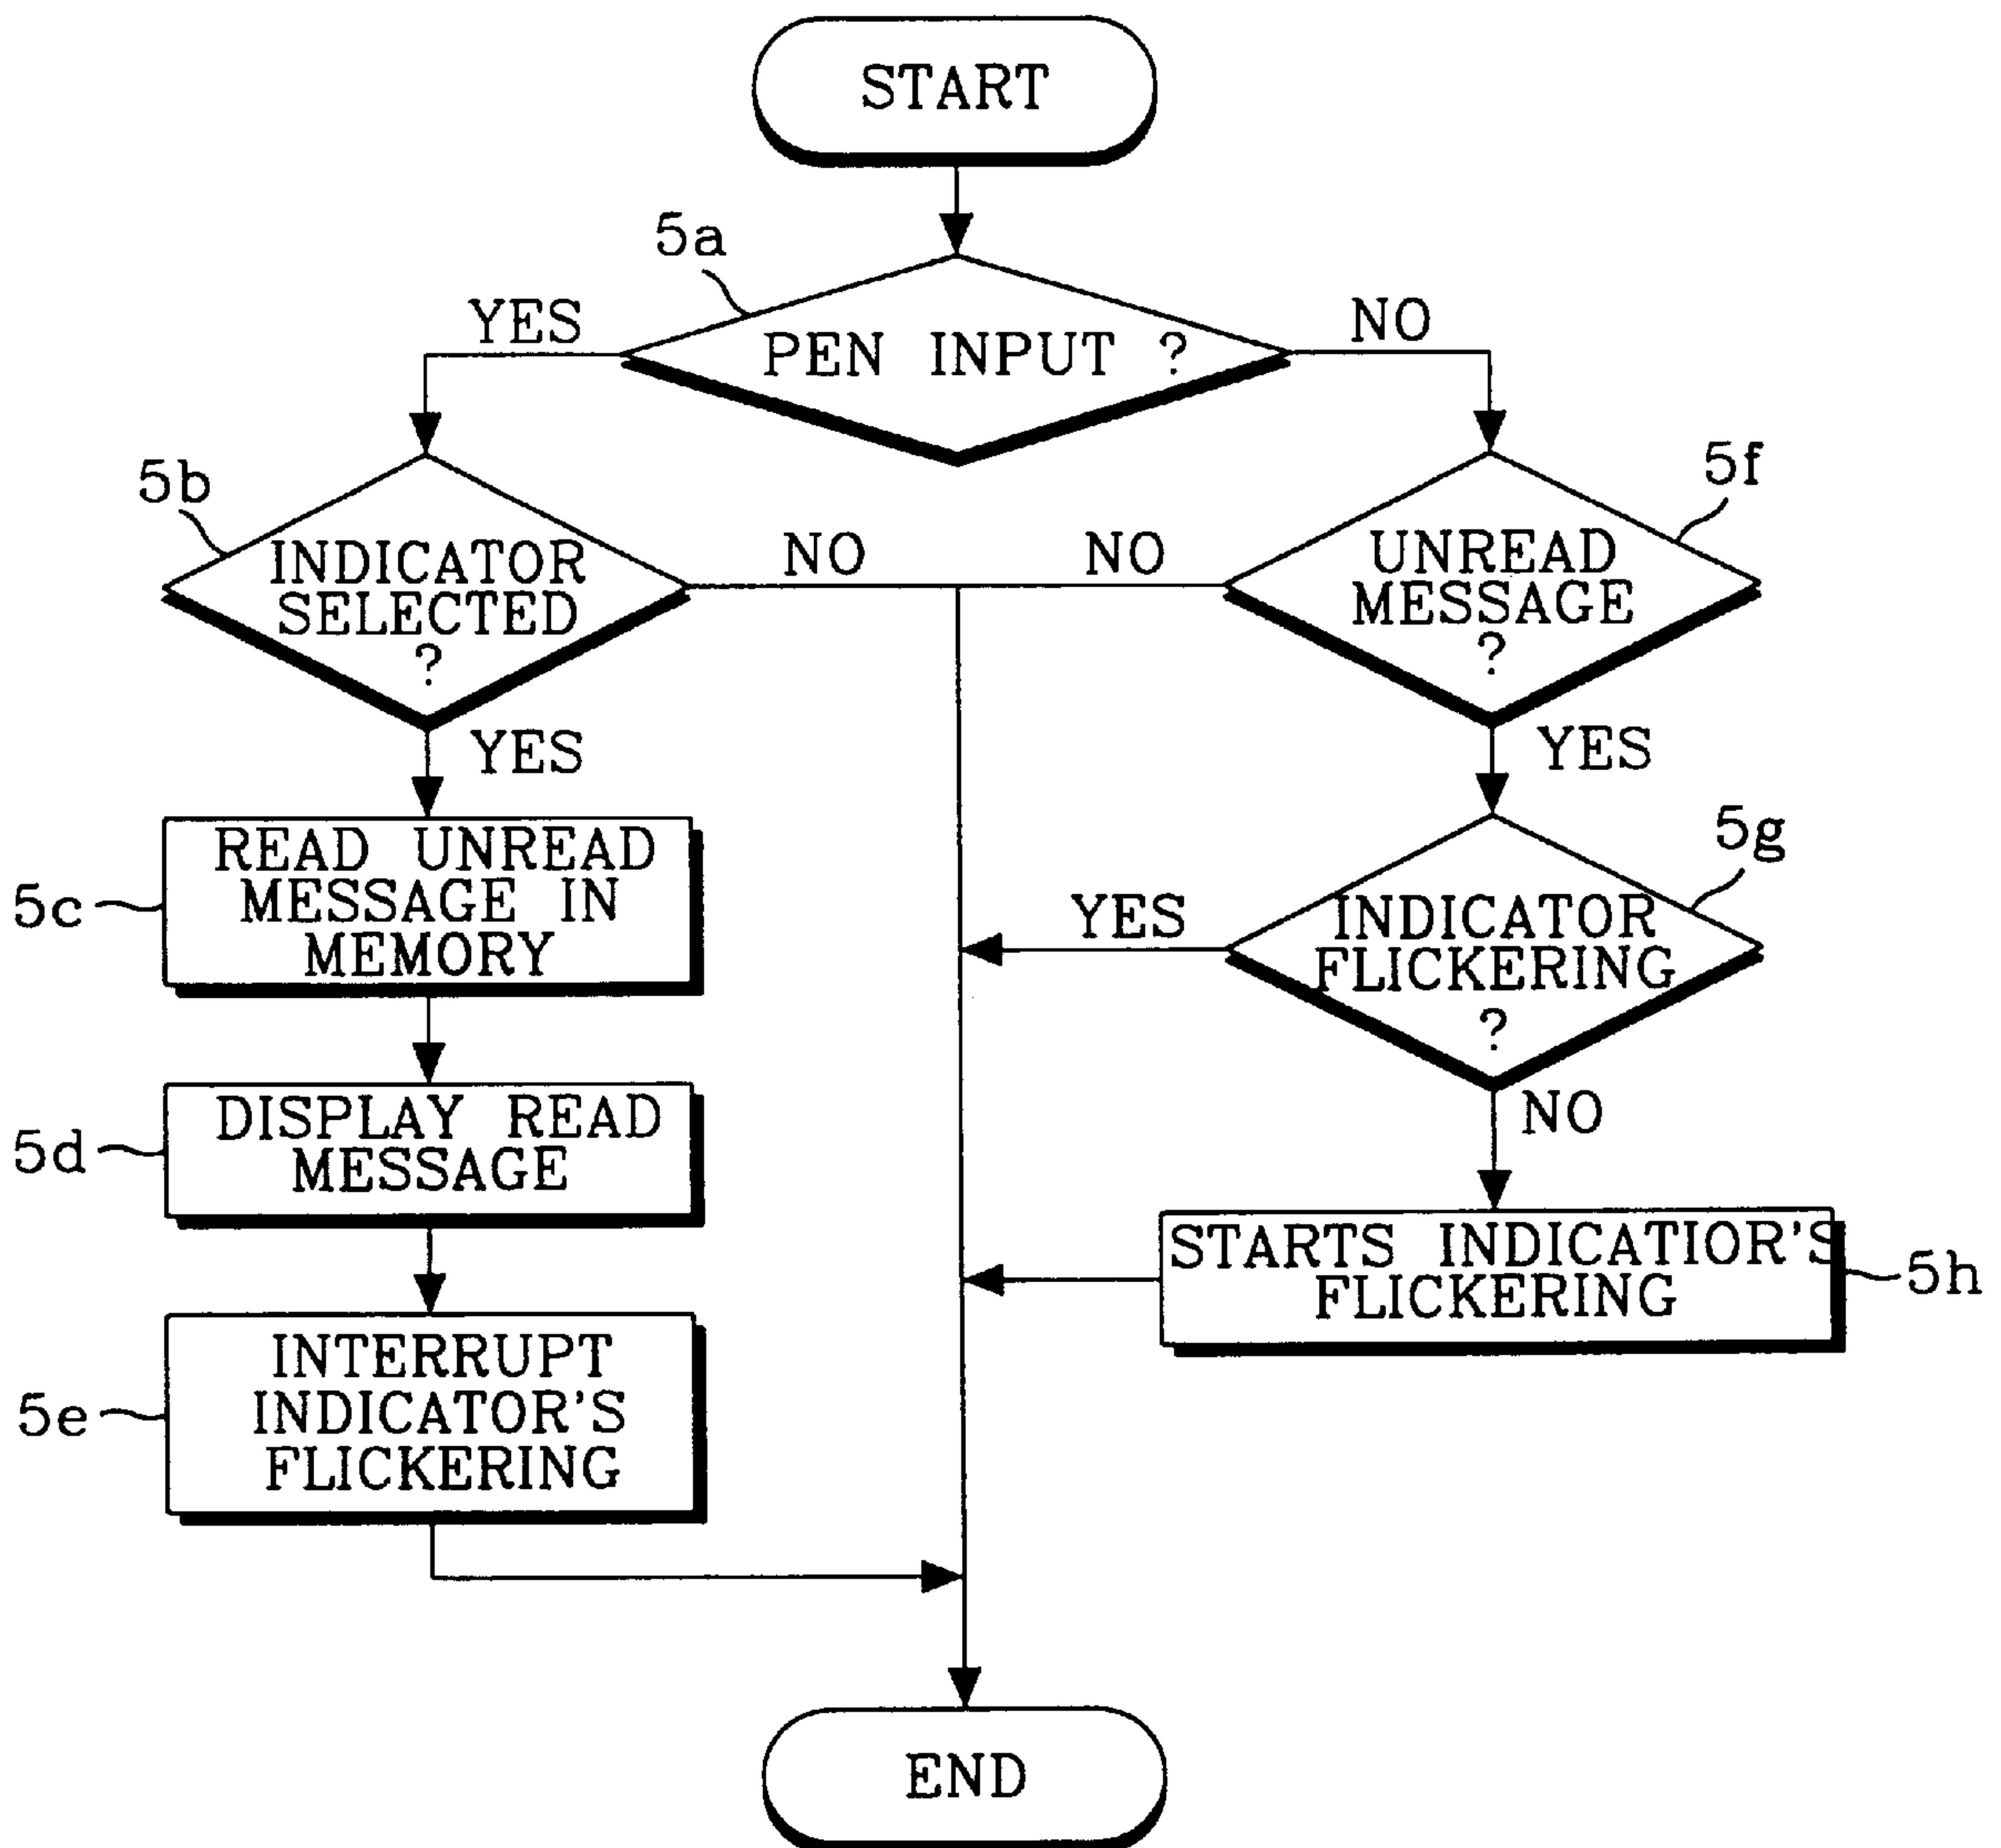 START
5a
YES
PEN INPUT ?
NO
5b
INDICATOR
SELECTED
?
NO
NO
5f
UNREAD
MESSAGE
?
YES
YES
5c
READ UNREAD
MESSAGE IN
MEMORY
YES
5g
INDICATOR
FLICKERING
?
NO
5d
DISPLAY READ
MESSAGE
STARTS INDICATIOR'S
FLICKERING
5h
5e
INTERRUPT
INDICATOR'S
FLICKERING
END